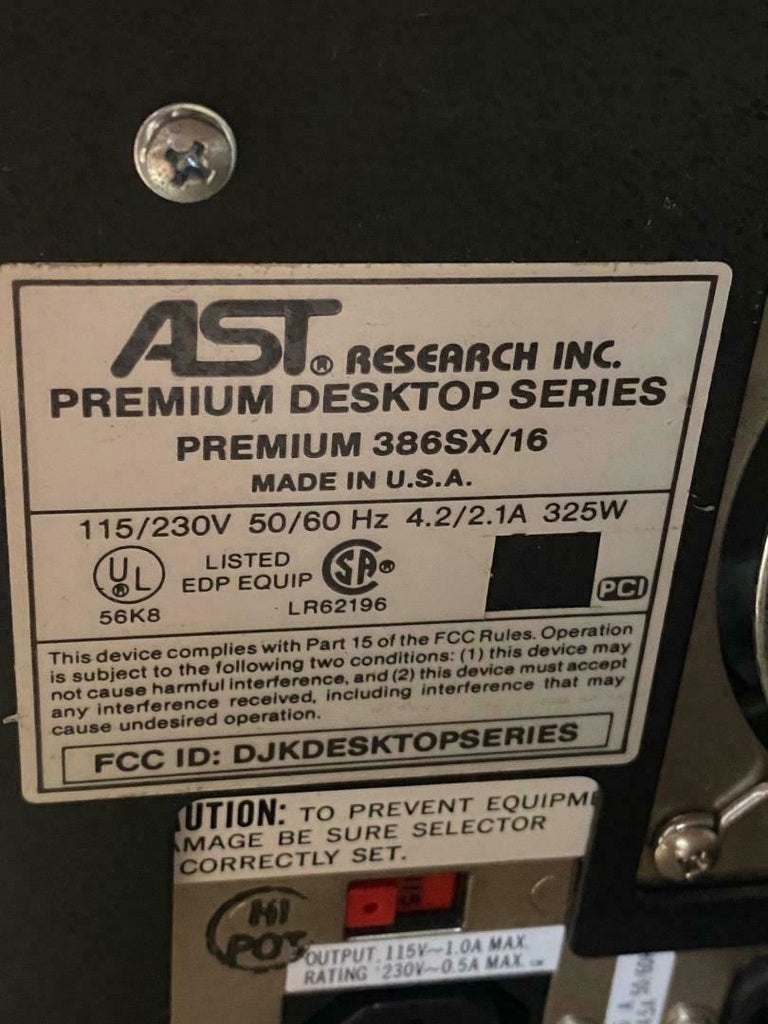 AST® RESEARCH INC.
PREMIUM DESKTOP SERIES
PREMIUM 386SX/16
MADE IN U.S.A.
115/230V 50/60 Hz 4.2/2.1A 325W
UL® LISTED EDP EQUIP SA®
56K8 LR62196
PCI
This device complies with Part 15 of the FCC Rules. Operation
is subject to the following two conditions: (1) this device may
not cause harmful interference, and (2) this device must accept
any interference received, including interference that may
cause undesired operation.
FCC ID: DJKDESKTOPSERIES
UTION: TO PREVENT EQUIPM
AMAGE BE SURE SELECTOR
CORRECTLY SET.
HI
POT
115
OUTPUT 115V~1.0A MAX.
RATING 230V~0.5A MAX.